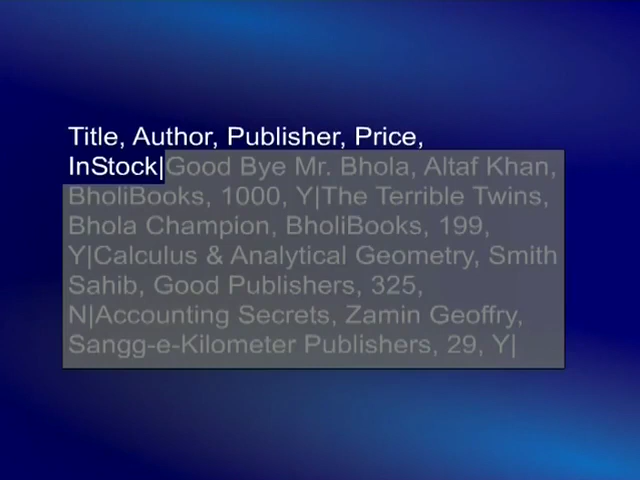 Title, Author, Publisher, Price,
InStock|Good Bye Mr. Bhola, Altaf Khan,
BholiBooks, 1000, Y|The Terrible Twins,
Bhola Champion, BholiBooks, 199,
Y|Calculus & Analytical Geometry, Smith
Sahib, Good Publishers, 325,
N|Accounting Secrets, Zamin Geoffry,
Sangg-e-Kilometer Publishers, 29, Y|